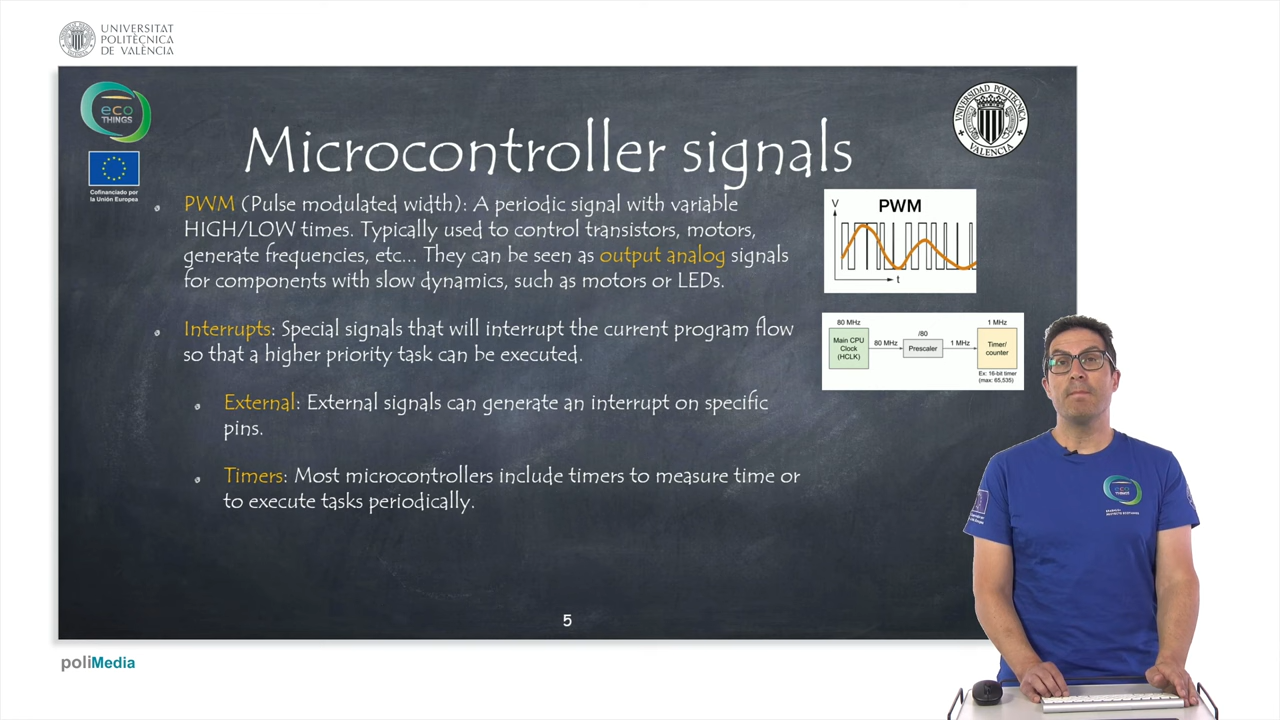 UNIVERSITAT
POLITÈCNICA
DE VALÈNCIA
eco
THINGS
Cofinanciado por
la Unión Europea
UNIVERSIDAD POLITECNICA
VALENCIA
Microcontroller signals
PWM (Pulse modulated width): A periodic signal with variable
HIGH/LOW times. Typically used to control transistors, motors,
generate frequencies, etc... They can be seen as output analog signals
for components with slow dynamics, such as motors or LEDs.
Interrupts: Special signals that will interrupt the current program flow
so that a higher priority task can be executed.
External: External signals can generate an interrupt on specific
pins.
Timers: Most microcontrollers include timers to measure time or
to execute tasks periodically.
V
PWM
t
80 MHz
Main CPU
Clock
(HCLK)
80 MHz
/80
Prescaler
1 MHz
1 MHz
Timer/
counter
Ex: 16-bit timer
(max: 65,535)
5
eco
THINGS
poliMedia